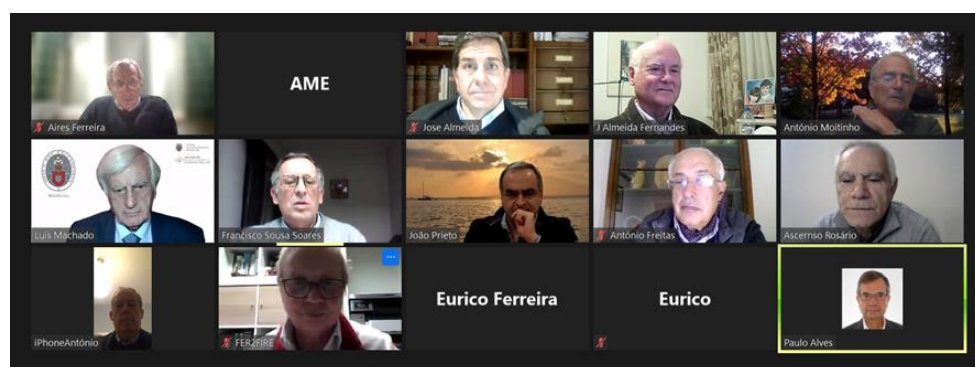 Aires Ferreira
AME
Jose Almeida
J Almeida Fernandes
António Moitinho
Luis Machado
Francisco Sousa Soares
João Prieto
António Freitas
Ascernso Rosário
iPhoneAntónio
FER2FIRE
Eurico Ferreira
Eurico
Paulo Alves